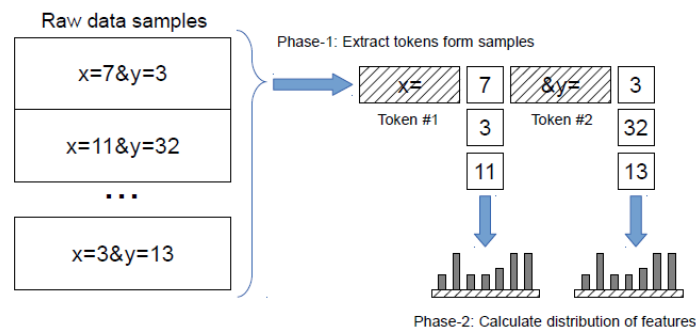 Raw data samples
x=7&y=3
x=11&y=32
...
x=3&y=13
Phase-1: Extract tokens form samples
x= 7 &y= 3
Token #1 3 Token #2 32
11 13
Phase-2: Calculate distribution of features